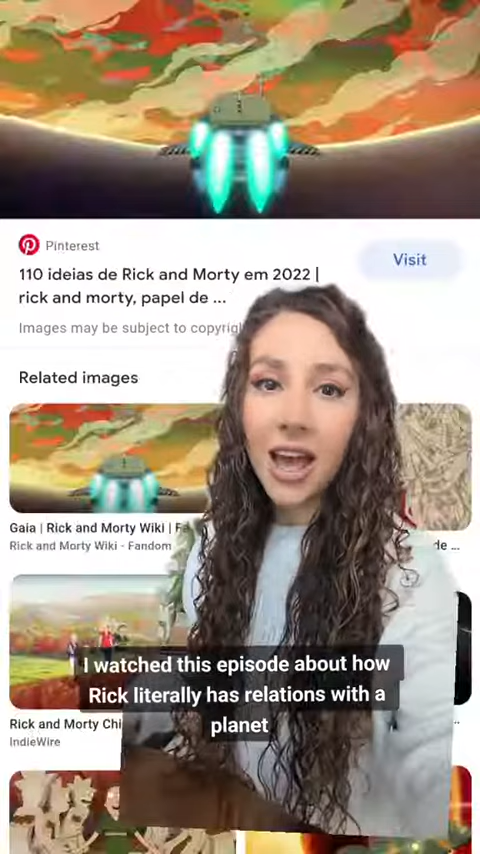 Pinterest
Visit
110 ideias de Rick and Morty em 2022 |
rick and morty, papel de ...
Images may be subject to
Related images
Gaia | Rick and Morty Wiki |
Rick and Morty Wiki - Fandom
de ...
Rick and Morty
IndieWire
I watched this episode about how
Rick literally has relations with a
planet